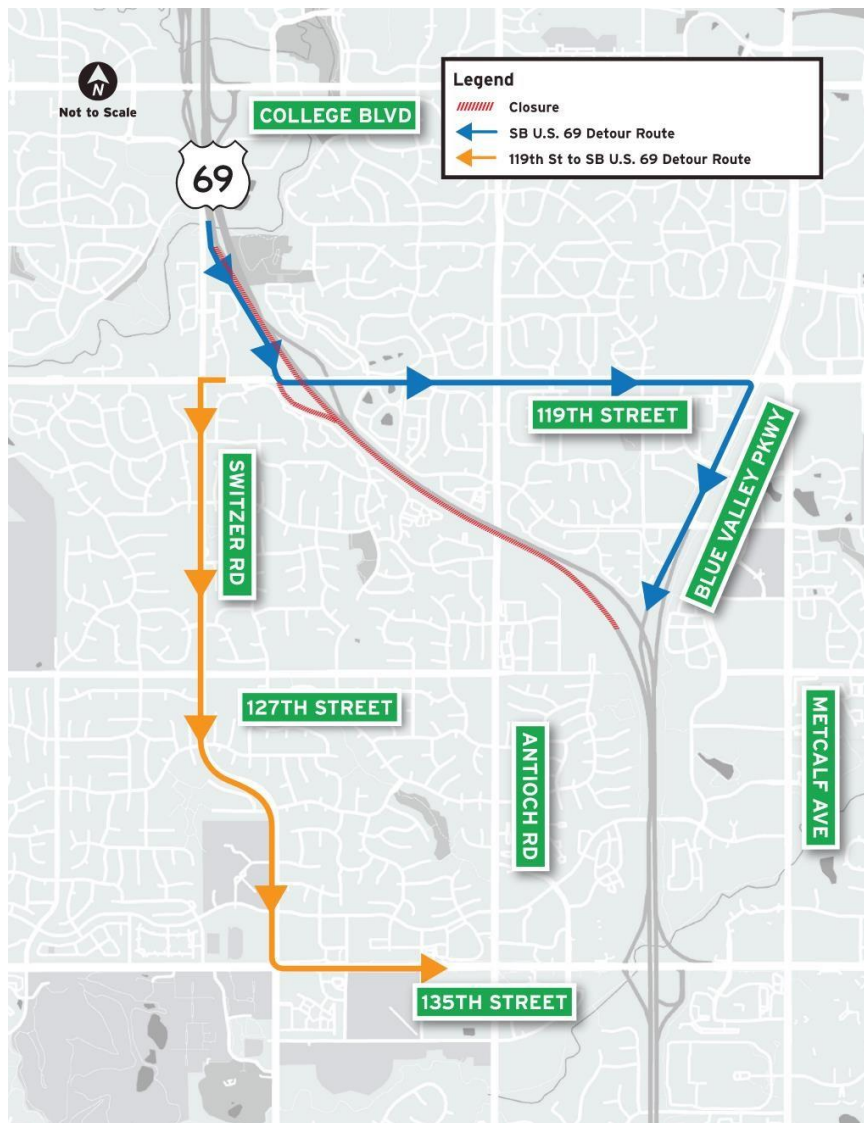 N
Not to Scale
COLLEGE BLVD
Legend
Closure
SB U.S. 69 Detour Route
119th St to SB U.S. 69 Detour Route
69
119TH STREET
BLUE VALLEY PKWY
SWITZER RD
127TH STREET
ANTIOCH RD
METCALF AVE
135TH STREET